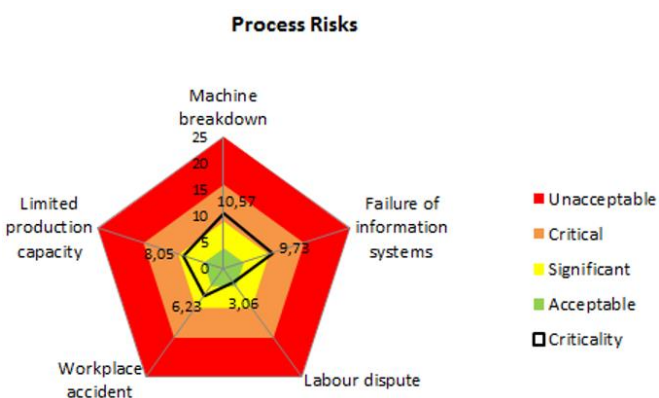 Process Risks
Machine
breakdown
25
20
15
10
5
0
10,57
9,73
3,06
6,23
8,05
Failure of
information
systems
Labour dispute
Workplace
accident
Limited
production
capacity
Unacceptable
Critical
Significant
Acceptable
Criticality